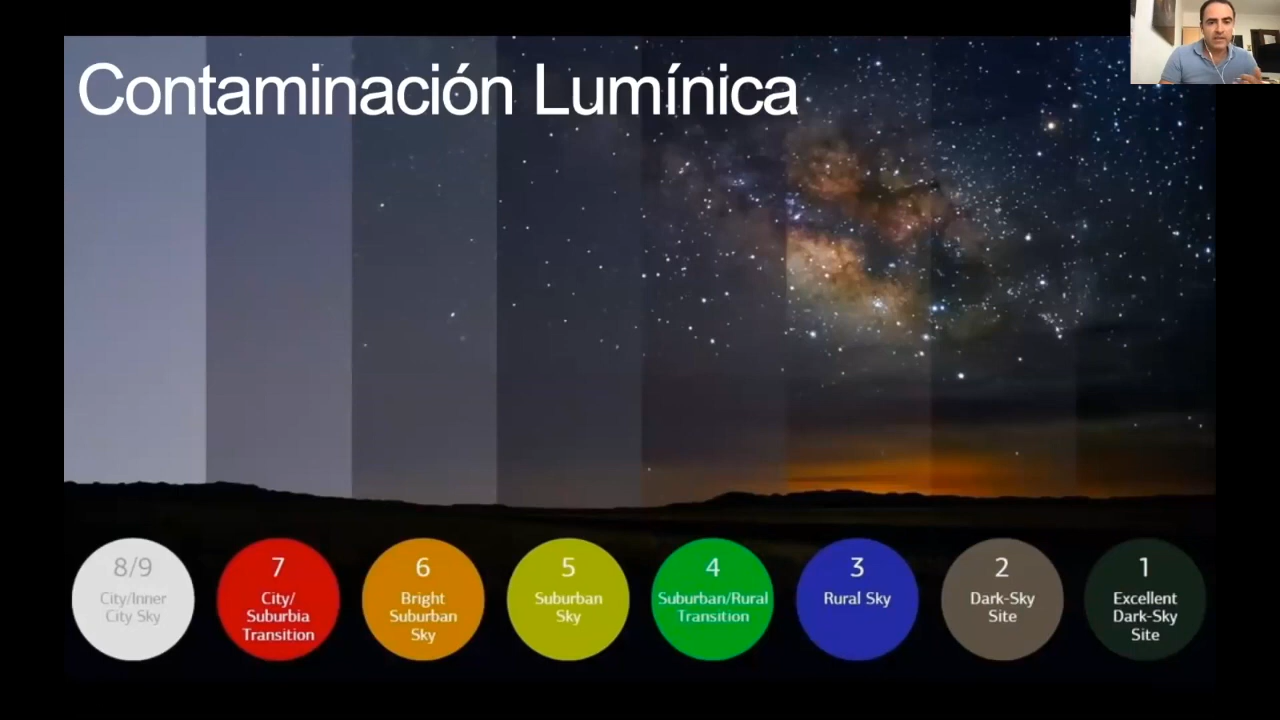 Contaminación Lumínica
8/9
City/Inner
City Sky
7
City/
Suburbia
Transition
6
Bright
Suburban
Sky
5
Suburban
Sky
4
Suburban/Rural
Transition
3
Rural Sky
2
Dark-Sky
Site
1
Excellent
Dark-Sky
Site